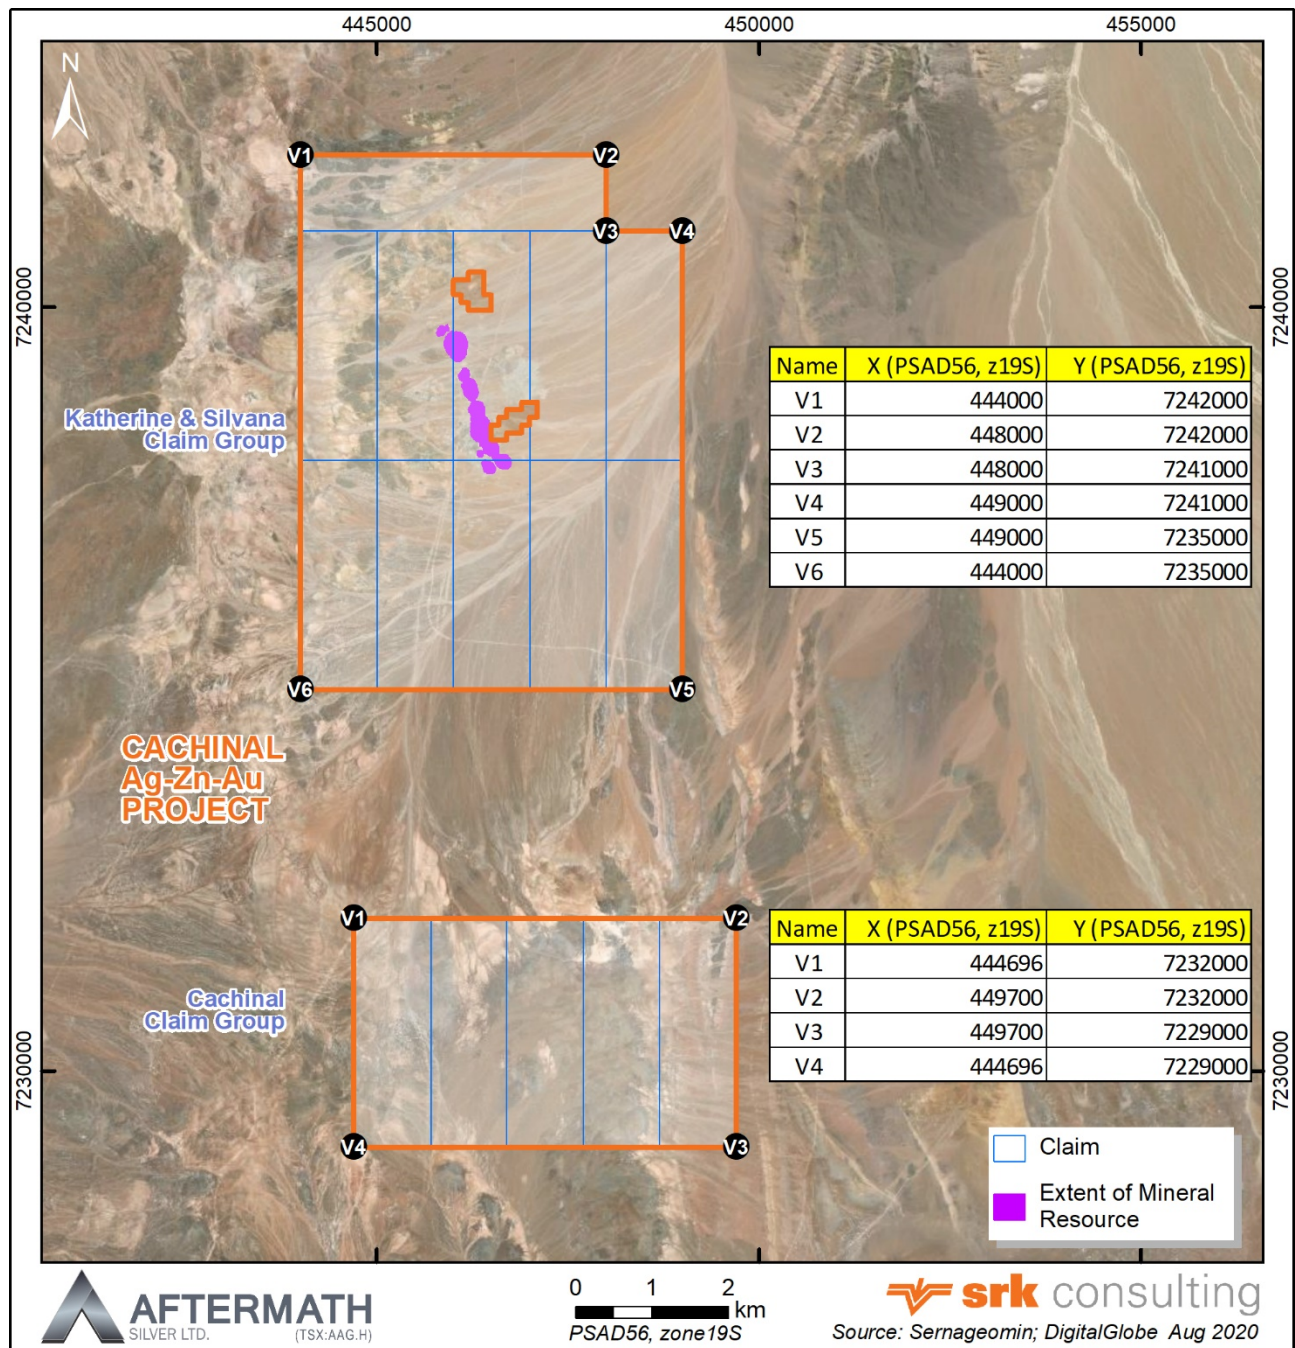 445000 450000 455000
N
V1 V2
V3 V4
7240000 7240000
Name X (PSAD56, z19S) Y (PSAD56, z19S)
V1 444000 7242000
V2 448000 7242000
V3 448000 7241000
V4 449000 7241000
V5 449000 7235000
V6 444000 7235000
Katherine & Silvana
Claim Group
V6 V5
CACHINAL
Ag-Zn-Au
PROJECT
V1 V2
Name X (PSAD56, z19S) Y (PSAD56, z19S)
V1 444696 7232000
V2 449700 7232000
V3 449700 7229000
V4 444696 7229000
Cachinal
Claim Group
7230000 7230000
V4 V3
Claim
Extent of Mineral
Resource
AFTERMATH
SILVER LTD. (TSX:AAG.H)
0 1 2
km
PSAD56, zone19S
srk consulting
Source: Sernageomin; DigitalGlobe Aug 2020